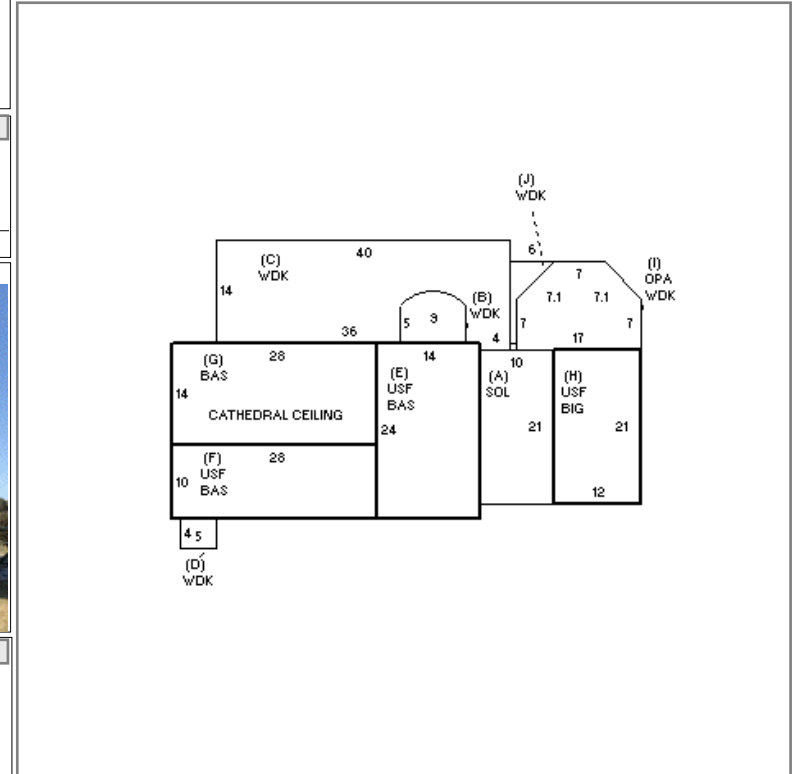 (J)
WDK
6
40
(C)
WDK
(I)
OPA
WDK
7
14
(B)
WDK
7.1
7.1
5
9
7
7
36
4
17
(G)
BAS
28
14
10
(E)
USF
BAS
(A)
SOL
(H)
USF
BIG
14
CATHEDRAL CEILING
24
21
21
(F)
USF
BAS
28
10
12
4
5
(D)
WDK